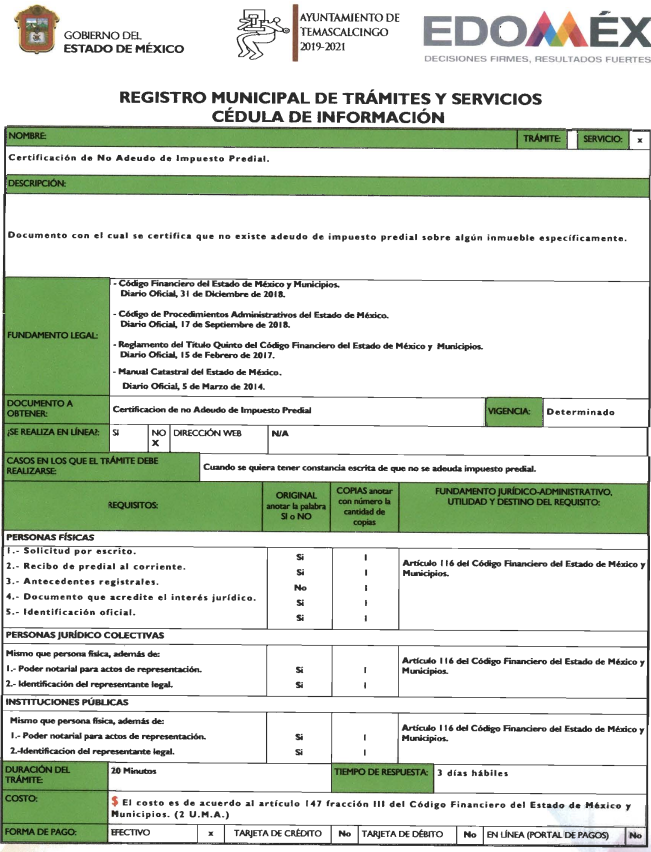 GOBIERNO DEL
ESTADO DE MÉXICO
AYUNTAMIENTO DE
TEMASCALCINGO
2019-2021
EDOMÉX
DECISIONES FIRMES, RESULTADOS FUERTES
REGISTRO MUNICIPAL DE TRÁMITES Y SERVICIOS
CÉDULA DE INFORMACIÓN
NOMBRE: TRÁMITE: SERVICIO: x
Certificación de No Adeudo de Impuesto Predial.
DESCRIPCIÓN:
Documento con el cual se certifica que no existe adeudo de impuesto predial sobre algún inmueble específicamente.
FUNDAMENTO LEGAL:
- Código Financiero del Estado de México y Municipios.
Diario Oficial, 31 de Diciembre de 2018.
- Código de Procedimientos Administrativos del Estado de México.
Diario Oficial, 17 de Septiembre de 2018.
- Reglamento del Título Quinto del Código Financiero del Estado de México y Municipios.
Diario Oficial, 15 de Febrero de 2017.
- Manual Catastral del Estado de México.
Diario Oficial, 5 de Marzo de 2014.
DOCUMENTO A
OBTENER:
Certificacion de no Adeudo de Impuesto Predial
VIGENCIA: Determinado
¿SE REALIZA EN LÍNEA?: Si NO DIRECCIÓN WEB N/A
X
CASOS EN LOS QUE EL TRÁMITE DEBE
REALIZARSE:
Cuando se quiera tener constancia escrita de que no se adeuda impuesto predial.
REQUISITOS:
ORIGINAL
anotar la palabra
SI o NO
COPIAS anotar
con número la
cantidad de
copias
FUNDAMENTO JURÍDICO-ADMINISTRATIVO,
UTILIDAD Y DESTINO DEL REQUISITO:
PERSONAS FÍSICAS
1.- Solicitud por escrito. Si 1
2.- Recibo de predial al corriente. Si 1
3.- Antecedentes registrales. No 1
4.- Documento que acredite el interés jurídico. Si 1
5.- Identificación oficial. Si 1
Artículo 116 del Código Financiero del Estado de México y
Municipios.
PERSONAS JURÍDICO COLECTIVAS
Mismo que persona física, además de:
1.- Poder notarial para actos de representación. Si 1
2.- Identificación del representante legal. Si 1
Artículo 116 del Código Financiero del Estado de México y
Municipios.
INSTITUCIONES PÚBLICAS
Mismo que persona física, además de:
1.- Poder notarial para actos de representación. Si 1
2.-Identificacion del representante legal. Si 1
Artículo 116 del Código Financiero del Estado de México y
Municipios.
DURACIÓN DEL
TRÁMITE:
20 Minutos
TIEMPO DE RESPUESTA: 3 días hábiles
COSTO:
$ El costo es de acuerdo al artículo 147 fracción III del Código Financiero del Estado de México y
Municipios. (2 U.M.A.)
FORMA DE PAGO: EFECTIVO x TARJETA DE CRÉDITO No TARJETA DE DÉBITO No EN LÍNEA (PORTAL DE PAGOS) No